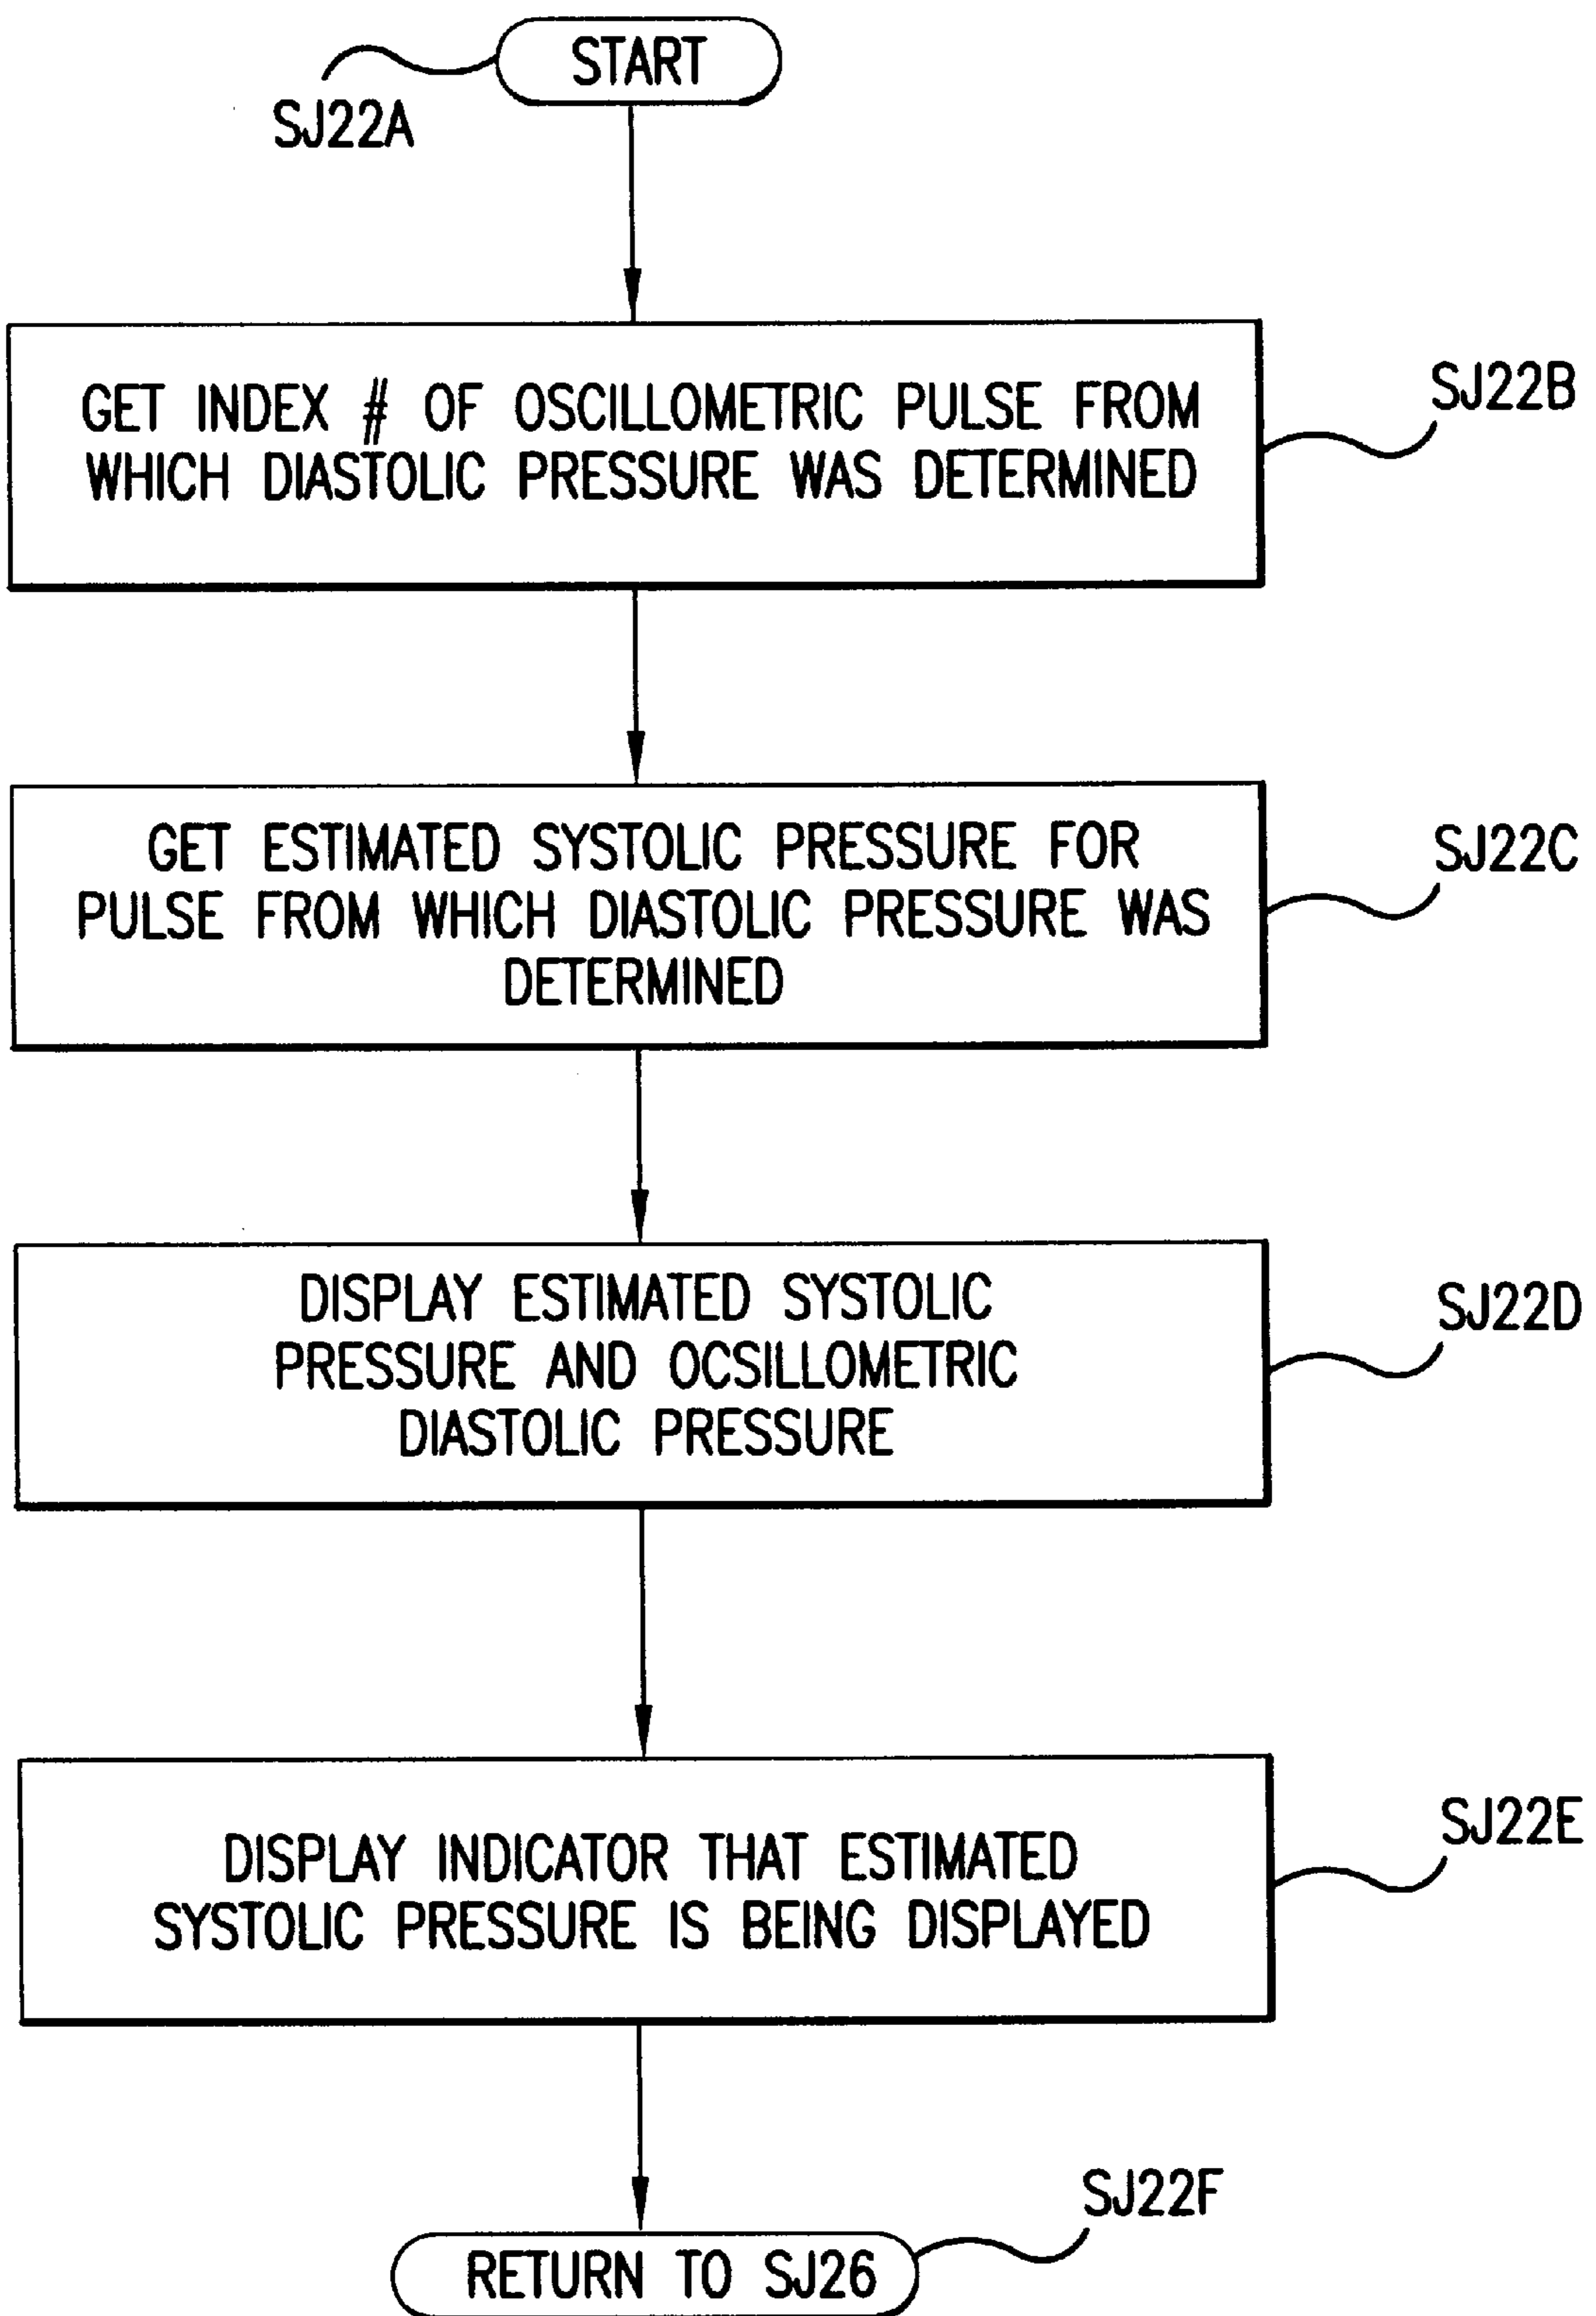 START
SJ22A
GET INDEX # OF OSCILLOMETRIC PULSE FROM
WHICH DIASTOLIC PRESSURE WAS DETERMINED
SJ22B
GET ESTIMATED SYSTOLIC PRESSURE FOR
PULSE FROM WHICH DIASTOLIC PRESSURE WAS
DETERMINED
SJ22C
DISPLAY ESTIMATED SYSTOLIC
PRESSURE AND OCSILLOMETRIC
DIASTOLIC PRESSURE
SJ22D
DISPLAY INDICATOR THAT ESTIMATED
SYSTOLIC PRESSURE IS BEING DISPLAYED
SJ22E
RETURN TO SJ26
SJ22F